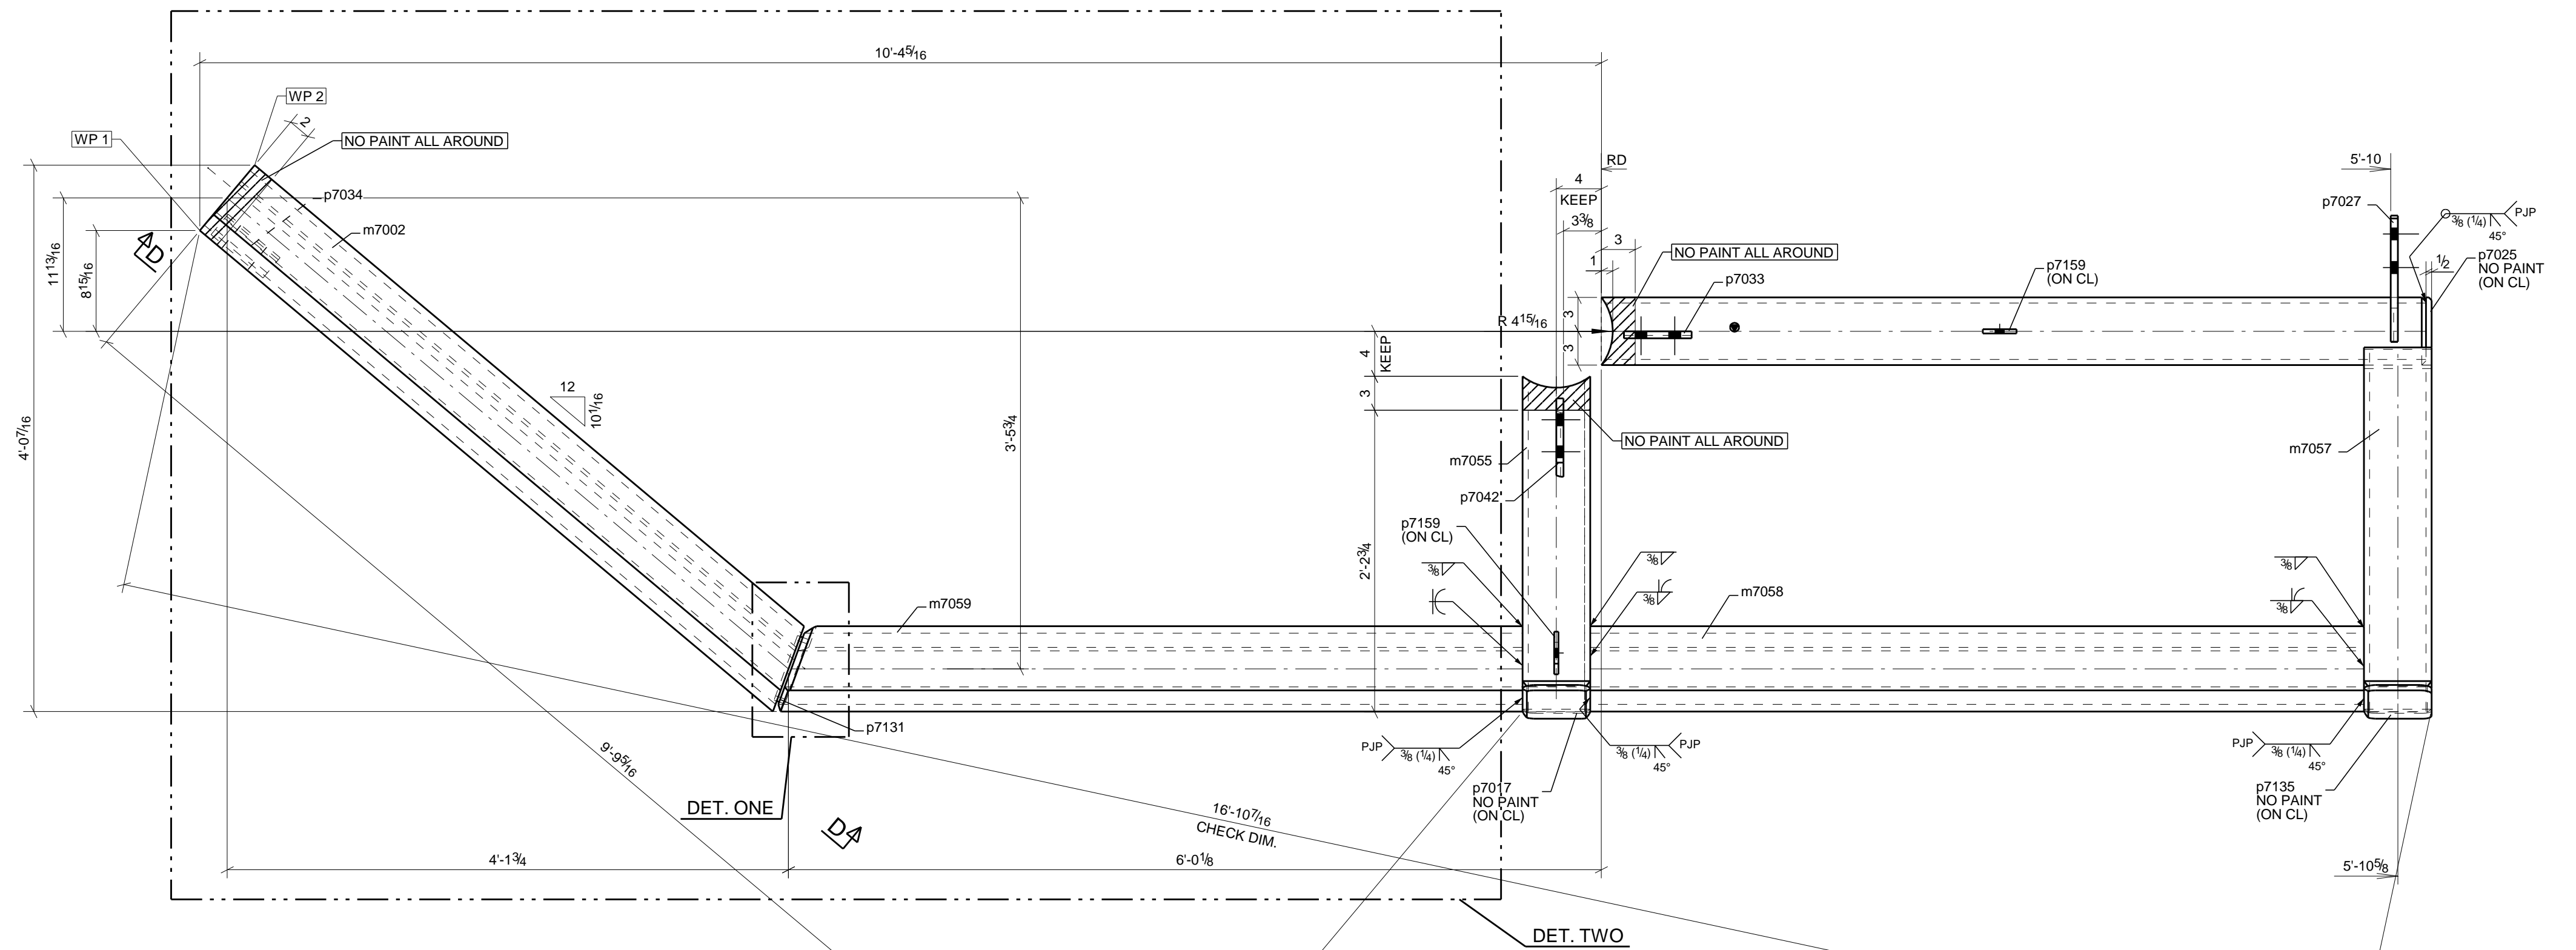 10'-4 5/16
WP 2
2
WP 1
NO PAINT ALL AROUND
p7034
m7002
D
11 13/16
8 15/16
4'-0 7/16
12
10 1/16
3'-5 3/4
RD
4
KEEP
3 3/8
3
1
NO PAINT ALL AROUND
p7033
p7159
(ON CL)
5'-10
p7027
3/8 (1/4)
PJP
45°
p7025
NO PAINT
(ON CL)
1/2
R 4 15/16
3
3
4
KEEP
3
NO PAINT ALL AROUND
m7055
p7042
m7057
p7159
(ON CL)
2'-2 3/4
3/8
3/8
3/8
3/8
3/8
m7059
m7058
p7131
9'-9 5/16
DET. ONE
D
16'-10 7/16
CHECK DIM.
PJP
3/8 (1/4)
45°
3/8 (1/4)
PJP
45°
p7017
NO PAINT
(ON CL)
PJP
3/8 (1/4)
45°
p7135
NO PAINT
(ON CL)
4'-1 3/4
6'-0 1/8
5'-10 5/8
DET. TWO